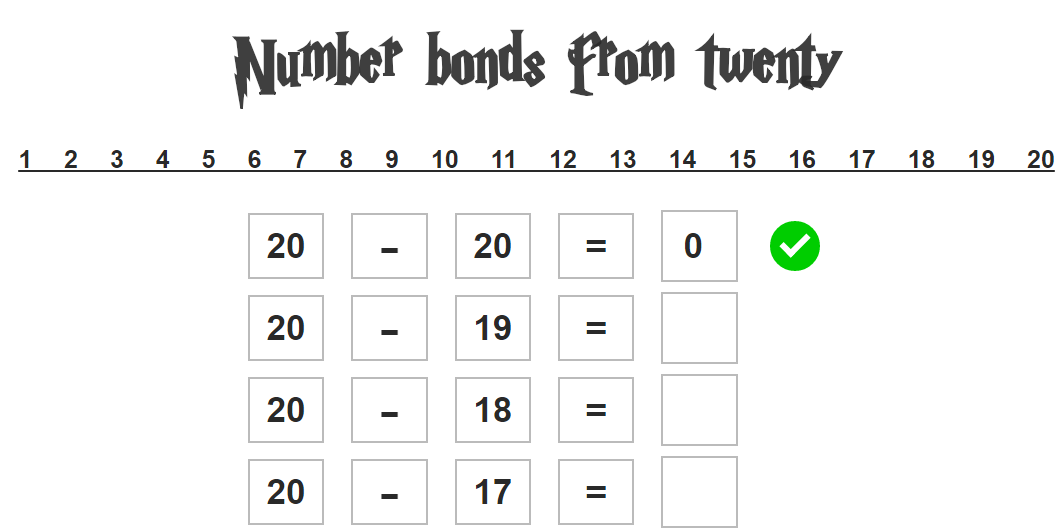 Number bonds from twenty
1 2 3 4 5 6 7 8 9 10 11 12 13 14 15 16 17 18 19 20
20 - 20 = 0
20 - 19 =
20 - 18 =
20 - 17 =